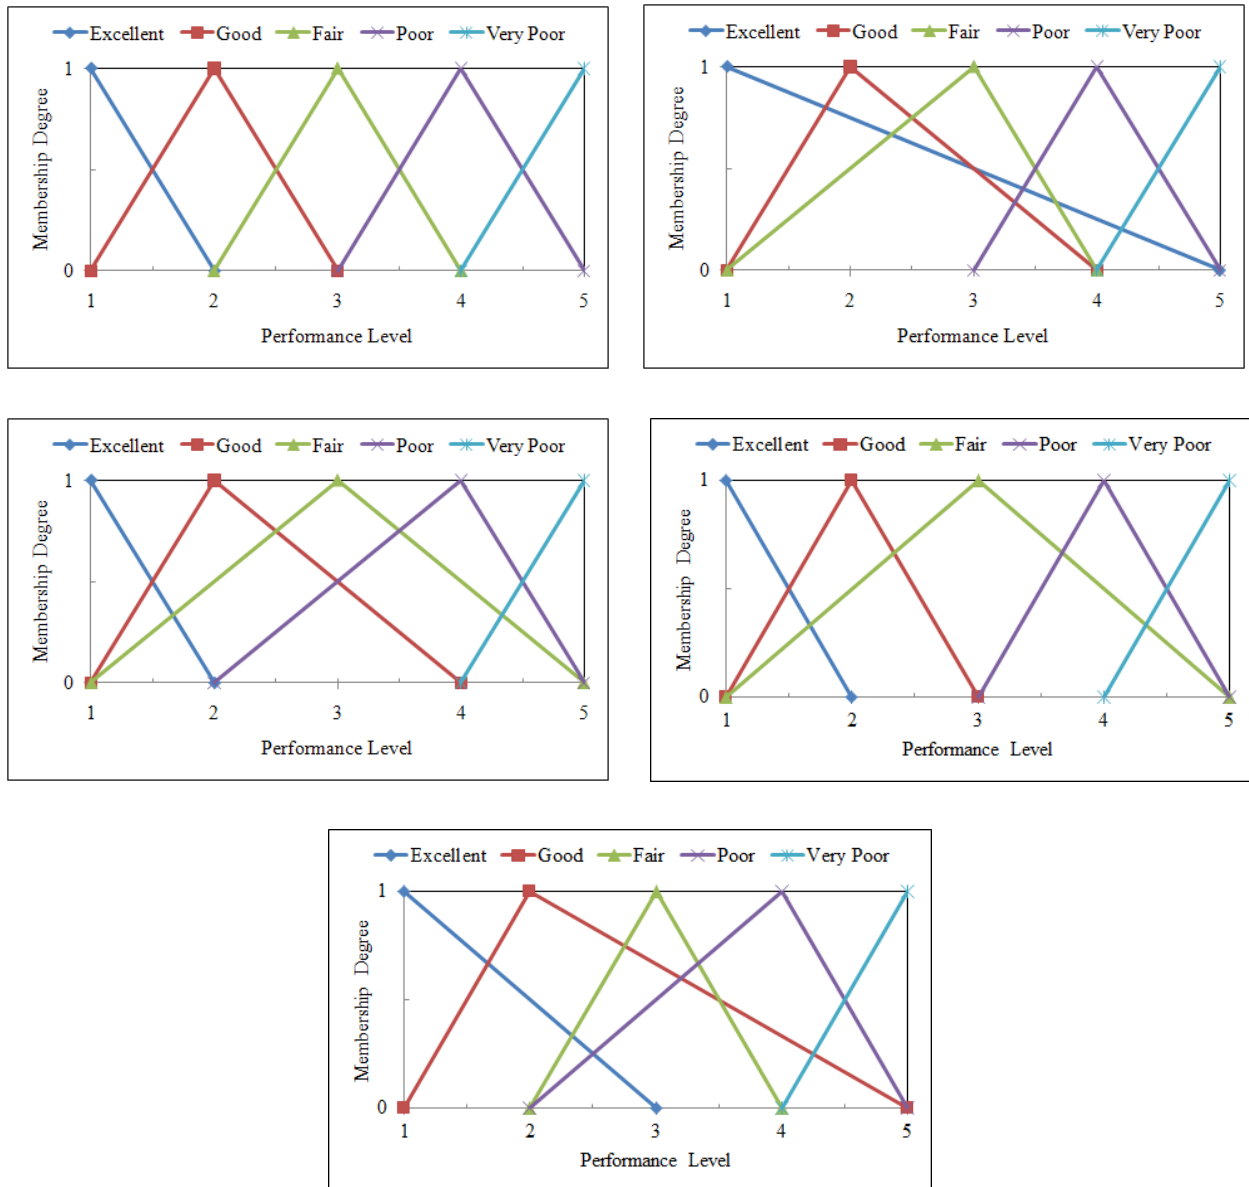 Excellent Good Fair Poor Very Poor
1
Membership Degree
0
1 2 3 4 5
Performance Level
Excellent Good Fair Poor Very Poor
1
Membership Degree
0
1 2 3 4 5
Performance Level
Excellent Good Fair Poor Very Poor
1
Membership Degree
0
1 2 3 4 5
Performance Level
Excellent Good Fair Poor Very Poor
1
Membership Degree
0
1 2 3 4 5
Performance Level
Excellent Good Fair Poor Very Poor
1
Membership Degree
0
1 2 3 4 5
Performance Level